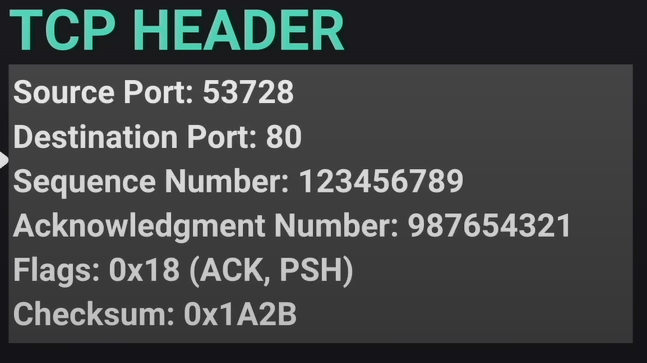 TCP HEADER
Source Port: 53728
Destination Port: 80
Sequence Number: 123456789
Acknowledgment Number: 987654321
Flags: 0x18 (ACK, PSH)
Checksum: 0x1A2B